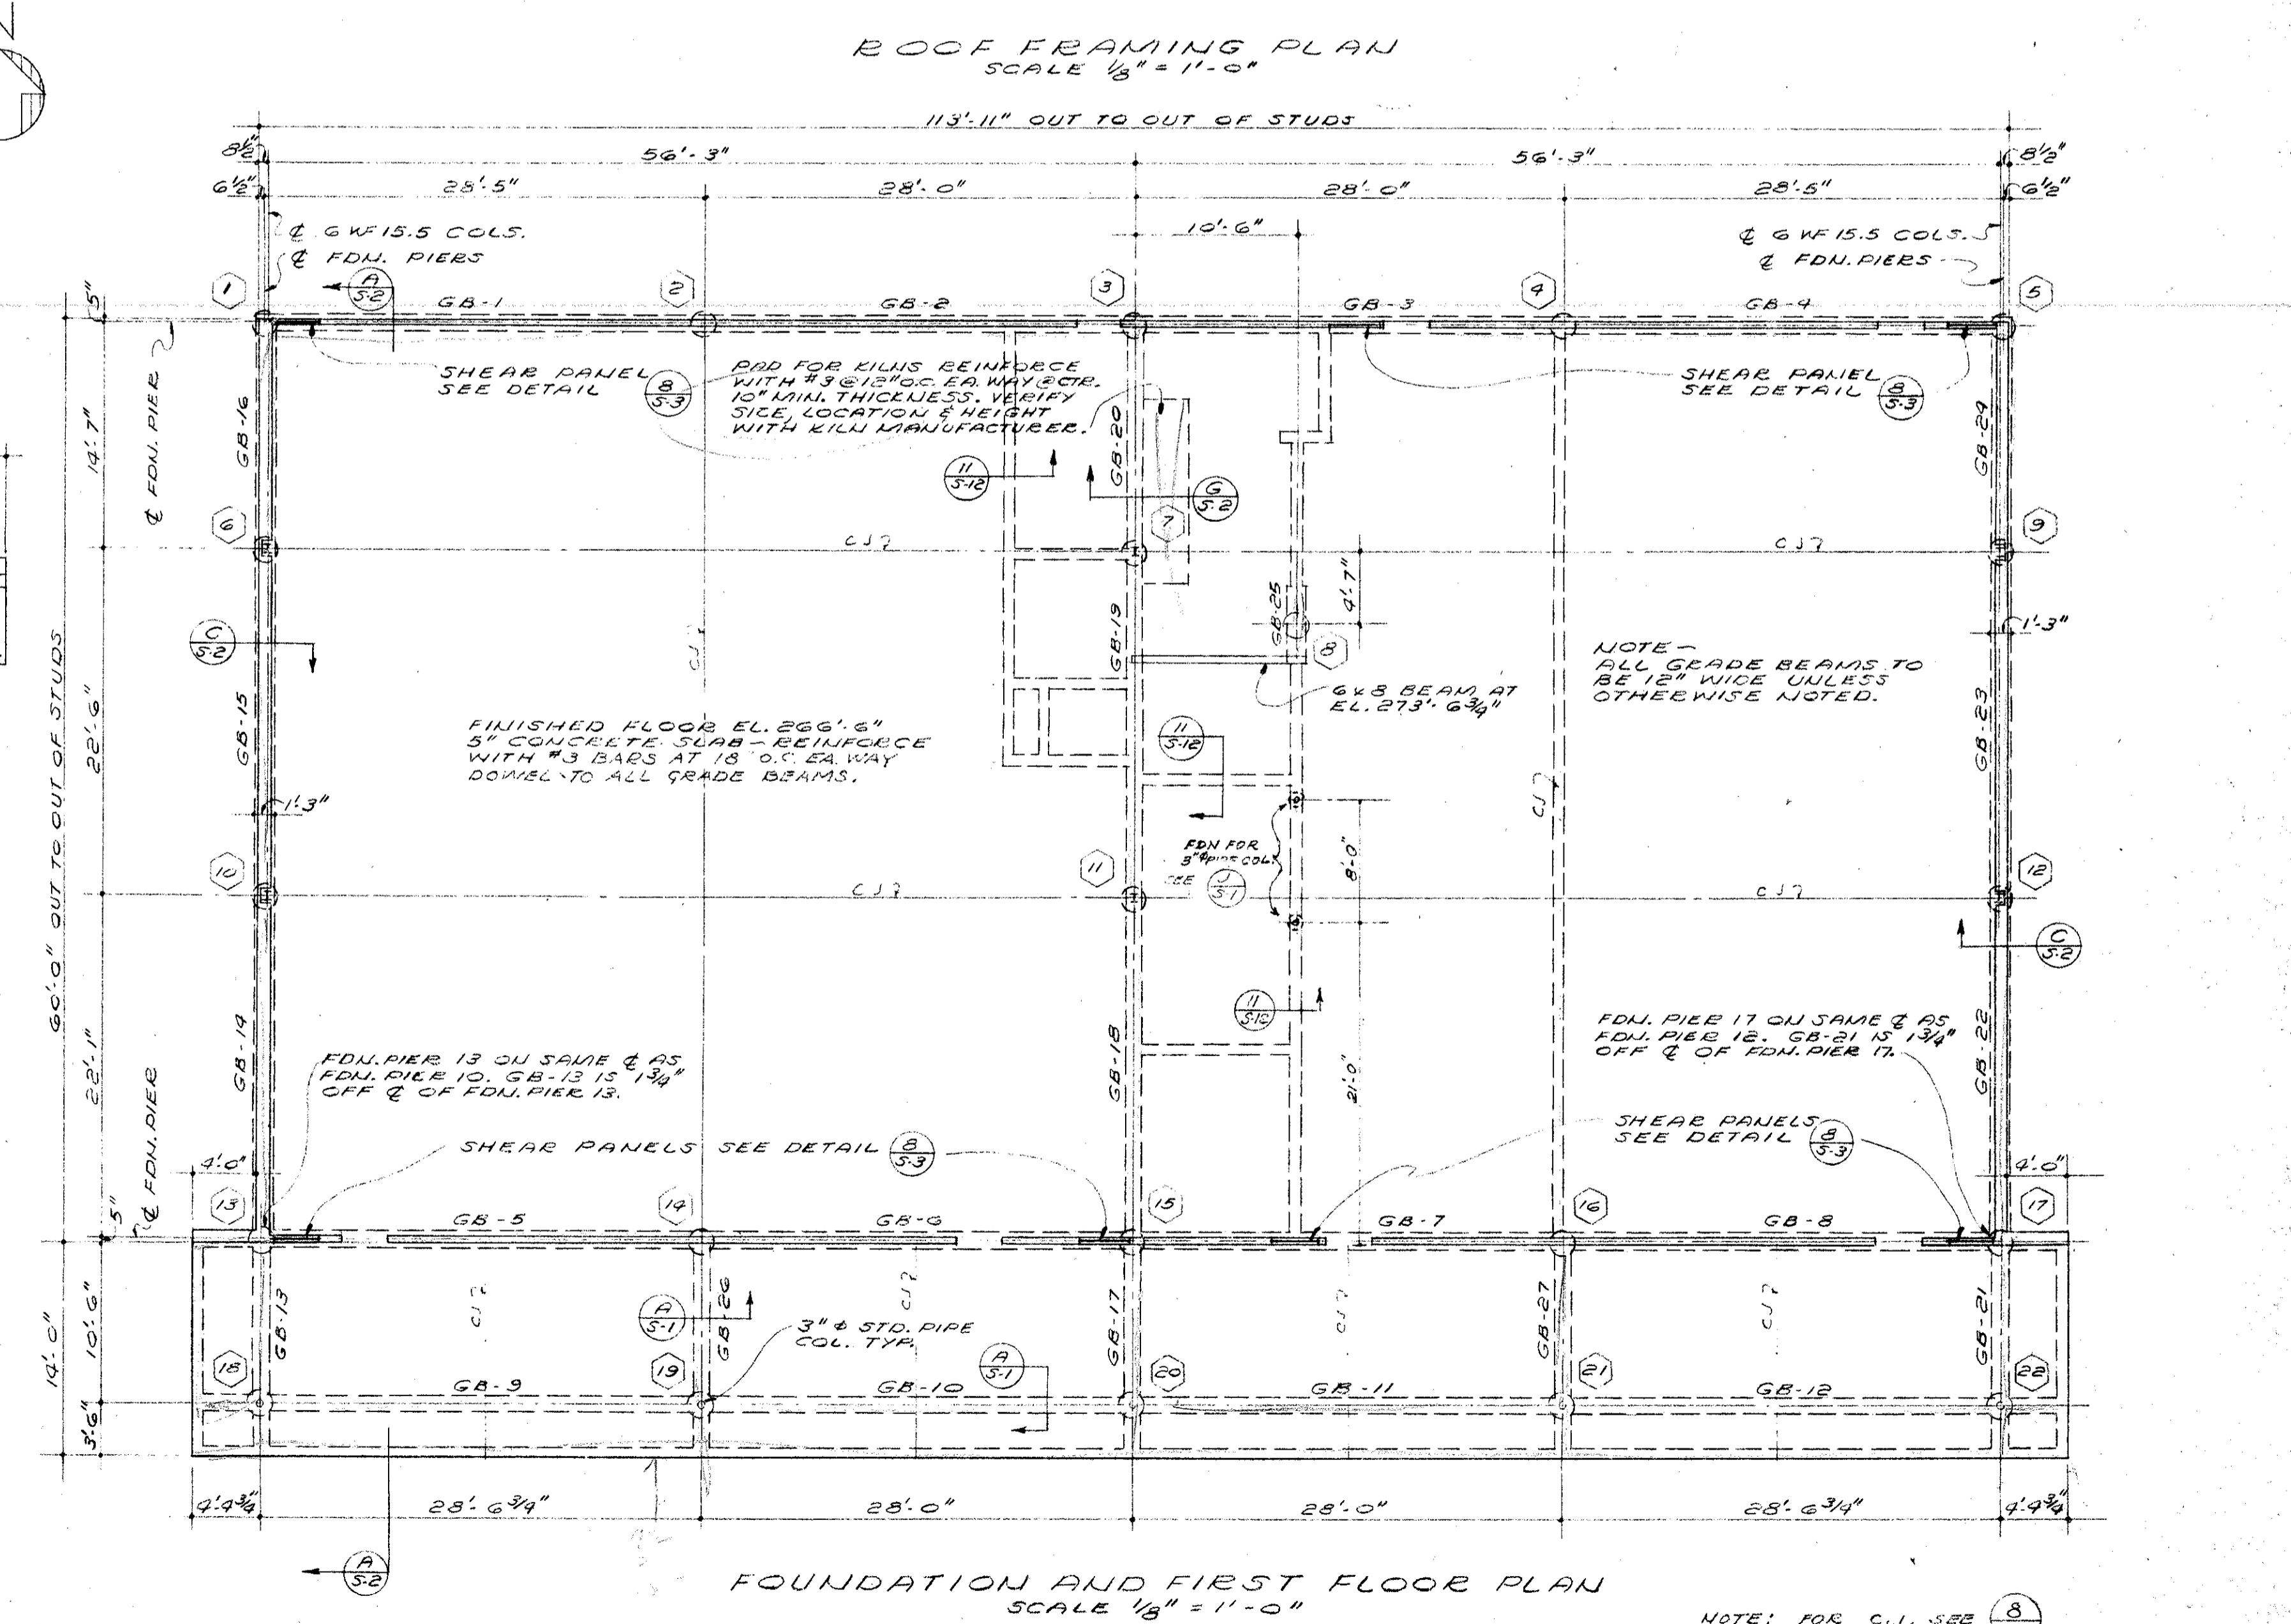 ROOF FRAMING PLAN
SCALE 1/8" = 1'-0"
113'-11" OUT TO OUT OF STUDS
8½"
56'-3"
56'-3"
8½"
6½"
28'-5"
28'-0"
28'-0"
28'-5"
6½"
10'-6"
℄ 6 WF 15.5 COLS.
℄ FDN. PIERS
℄ 6 WF 15.5 COLS.
℄ FDN. PIERS
1
A
S-2
GB-1
2
GB-2
3
GB-3
4
GB-4
5
5"
SHEAR PANEL
SEE DETAIL
8
S-3
PAD FOR KILNS REINFORCE
WITH #3 @ 12" O.C. EA. WAY @ CTR.
10" MIN. THICKNESS. VERIFY
SIZE, LOCATION & HEIGHT
WITH KILN MANUFACTURER.
SHEAR PANEL
SEE DETAIL
8
S-3
14'-7"
℄ FDN. PIER
GB-16
GB-20
GB-24
11
S-12
G
S-2
6
7
9
CJ?
CJ?
60'-0" OUT TO OUT OF STUDS
C
S-2
CJ?
GB-19
GB-25
4'-7"
8
1'-3"
NOTE-
ALL GRADE BEAMS TO
BE 12" WIDE UNLESS
OTHERWISE NOTED.
6x8 BEAM AT
EL. 273'-6¾"
22'-6"
GB-15
FINISHED FLOOR EL. 266'-6"
5" CONCRETE SLAB - REINFORCE
WITH #3 BARS AT 18" O.C. EA. WAY
DOWEL TO ALL GRADE BEAMS.
11
S-12
GB-23
CJ?
1'-3"
FDN FOR
3"ϕ PIPE COL.
SEE
J
S-1
8'-0"
10
11
12
CJ?
CJ?
C
S-2
22'-1"
GB-14
GB-18
11
S-12
21'-0"
GB-22
FDN. PIER 13 ON SAME ℄ AS
FDN. PIER 10. GB-13 IS 1¾"
OFF ℄ OF FDN. PIER 13.
FDN. PIER 17 ON SAME ℄ AS
FDN. PIER 12. GB-21 IS 1¾"
OFF ℄ OF FDN. PIER 17.
SHEAR PANELS SEE DETAIL
8
S-3
SHEAR PANELS
SEE DETAIL
8
S-3
4'-0"
4'-0"
5"
℄ FDN. PIER
13
GB-5
14
GB-6
15
GB-7
16
GB-8
17
14'-0"
10'-6"
GB-13
CJ?
A
S-1
GB-26
3" ϕ STD. PIPE
COL. TYP.
CJ?
A
S-1
GB-17
CJ?
GB-27
CJ?
GB-21
18
GB-9
19
GB-10
20
GB-11
21
GB-12
22
3'-6"
4'-4¾"
28'-6¾"
28'-0"
28'-0"
28'-6¾"
4'-4¾"
A
S-2
FOUNDATION AND FIRST FLOOR PLAN
SCALE 1/8" = 1'-0"
NOTE: FOR C.J. SEE
8